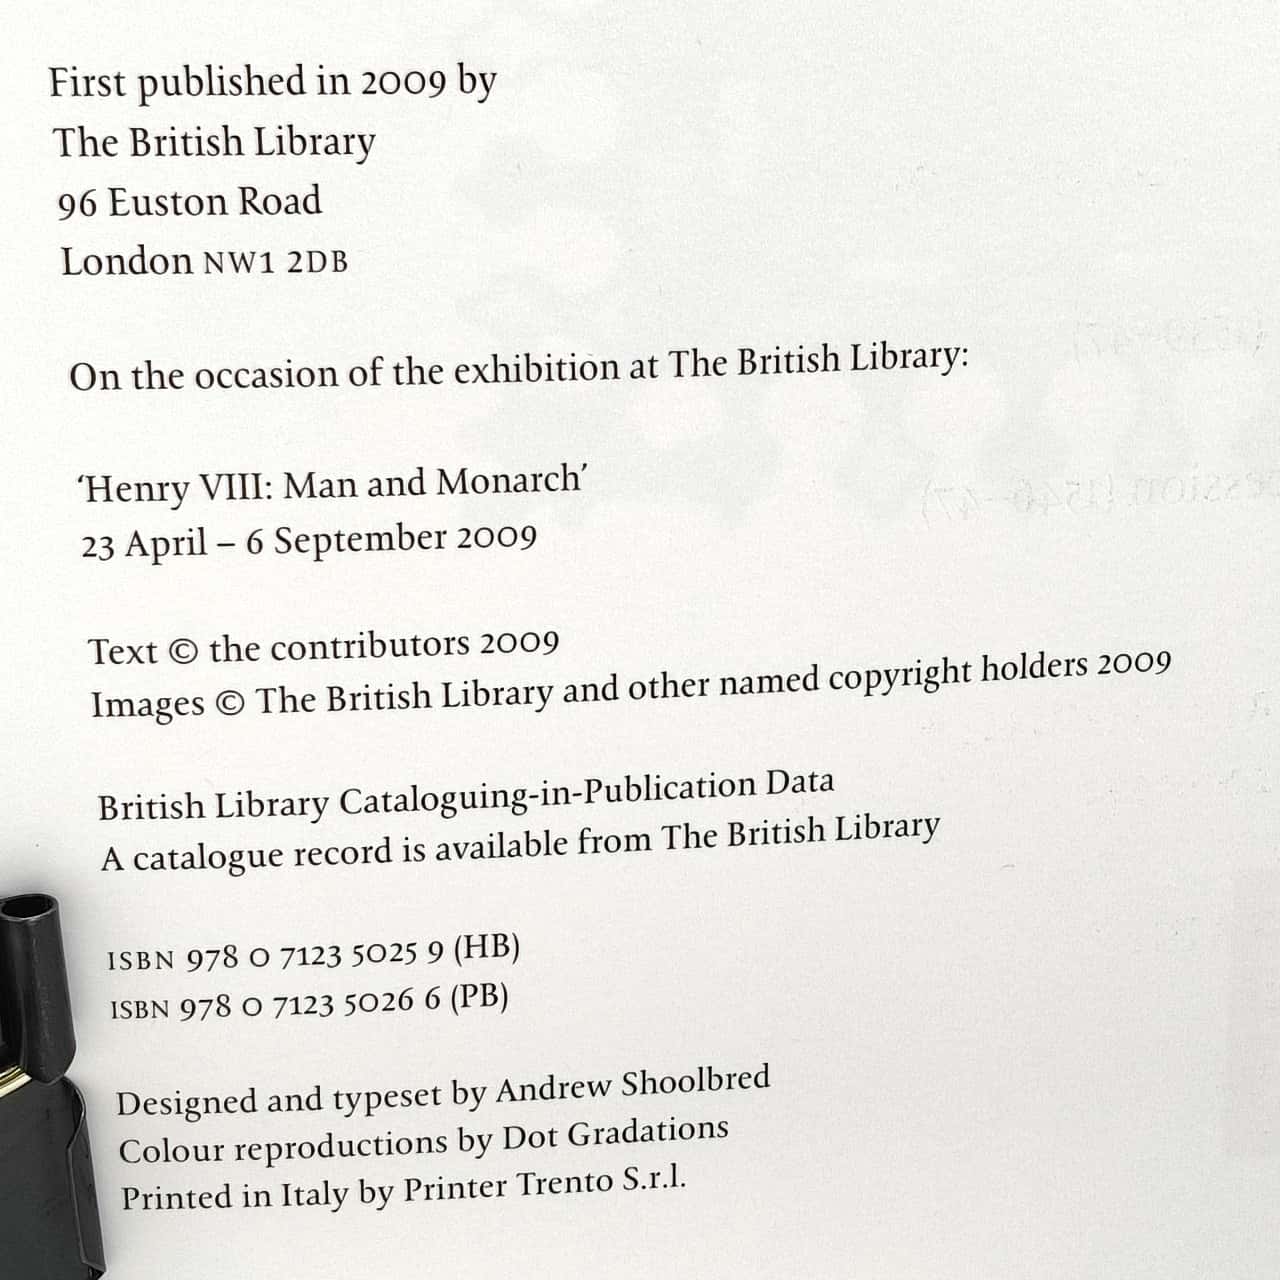 First published in 2009 by
The British Library
96 Euston Road
London NW1 2DB
On the occasion of the exhibition at The British Library:
‘Henry VIII: Man and Monarch’
23 April – 6 September 2009
Text © the contributors 2009
Images © The British Library and other named copyright holders 2009
British Library Cataloguing-in-Publication Data
A catalogue record is available from The British Library
ISBN 978 0 7123 5025 9 (HB)
ISBN 978 0 7123 5026 6 (PB)
Designed and typeset by Andrew Shoolbred
Colour reproductions by Dot Gradations
Printed in Italy by Printer Trento S.r.l.